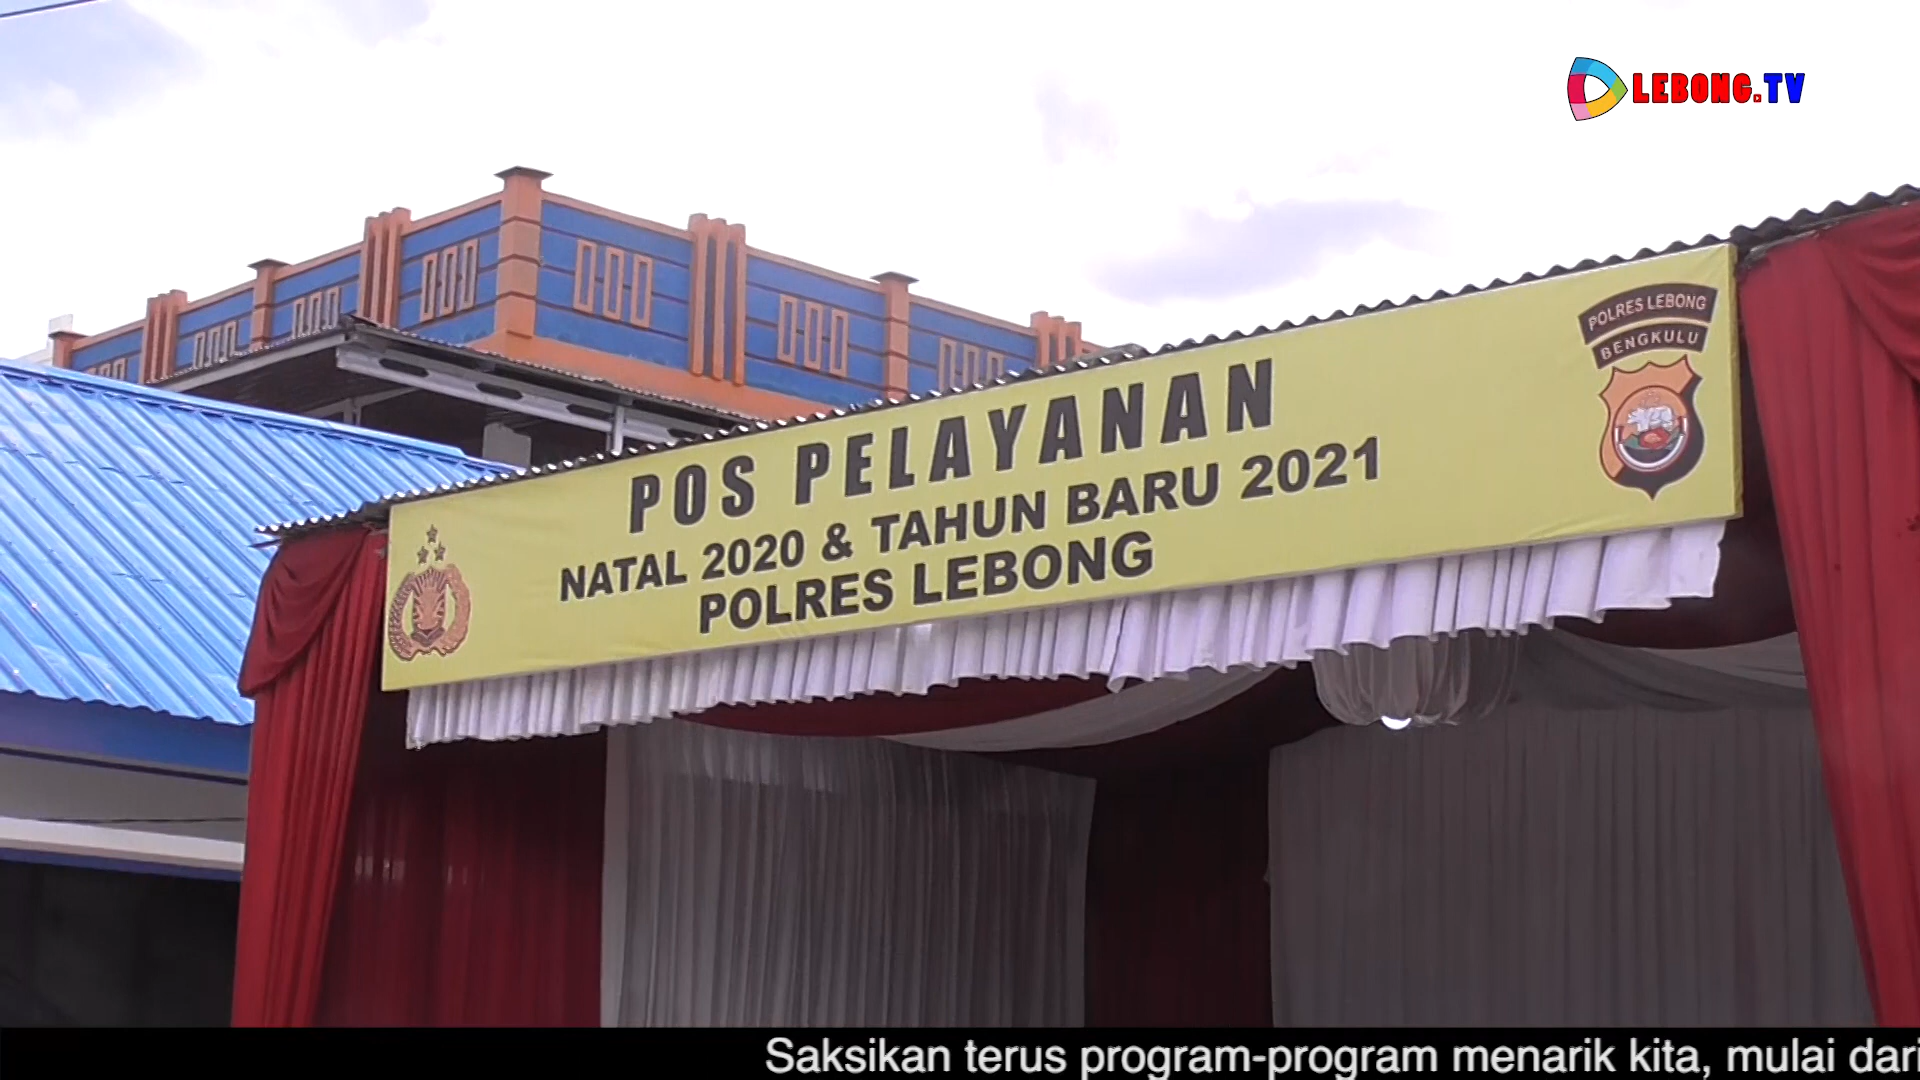 LEBONG.TV
POLRES LEBONG
BENGKULU
POS PELAYANAN
NATAL 2020 & TAHUN BARU 2021
POLRES LEBONG
Saksikan terus program-program menarik kita, mulai dari